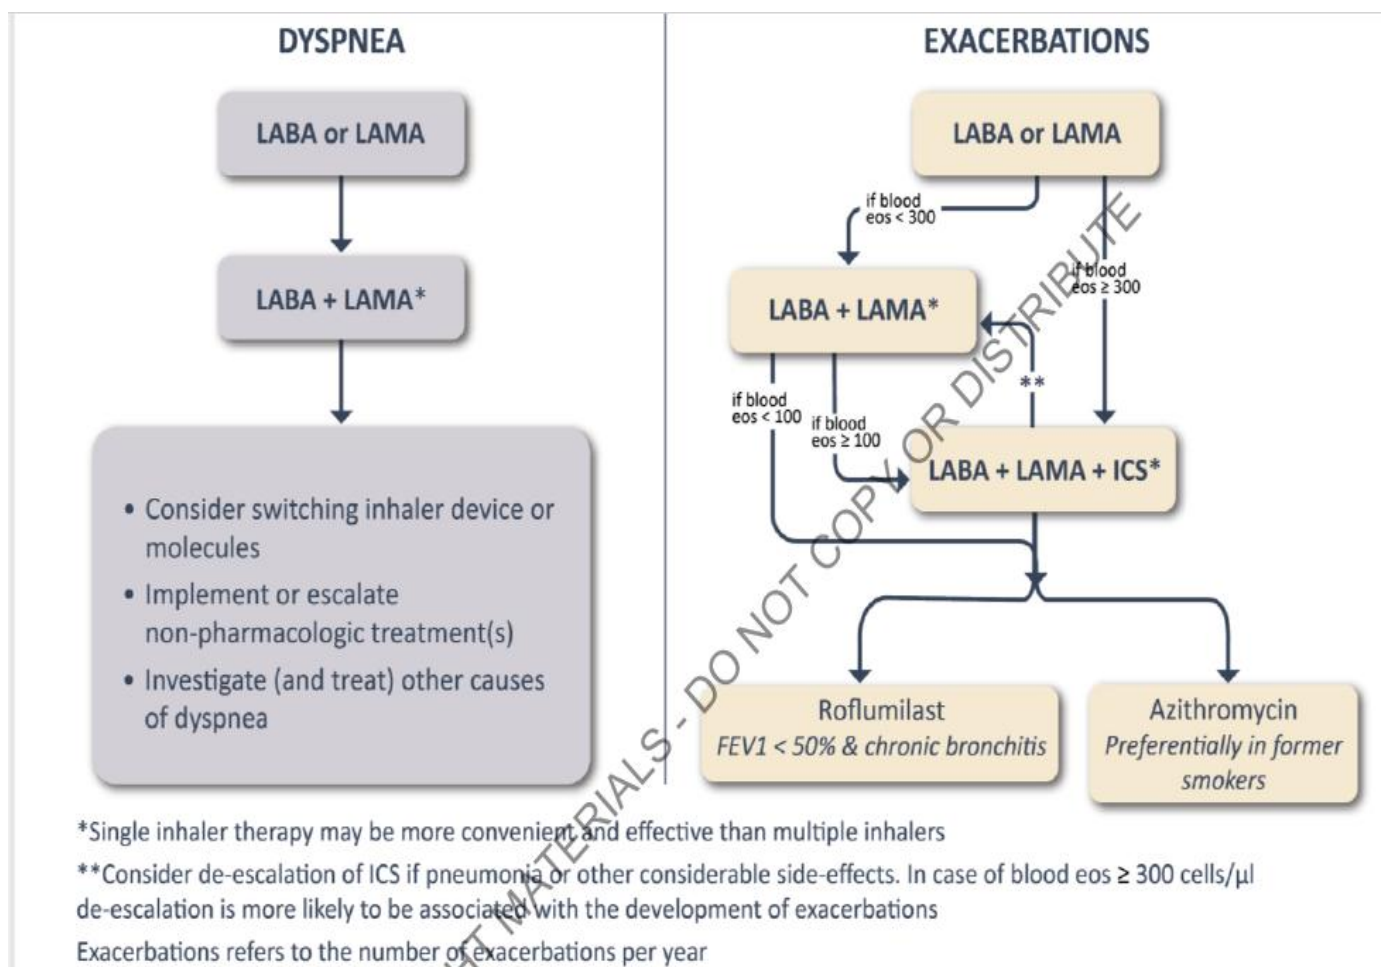 DYSPNEA
LABA or LAMA
LABA + LAMA*
• Consider switching inhaler device or
molecules
• Implement or escalate
non-pharmacologic treatment(s)
• Investigate (and treat) other causes
of dyspnea
EXACERBATIONS
LABA or LAMA
if blood
eos < 300
if blood
eos ≥ 300
LABA + LAMA*
**
if blood
eos < 100
if blood
eos ≥ 100
LABA + LAMA + ICS*
Roflumilast
FEV1 < 50% & chronic bronchitis
Azithromycin
Preferentially in former
smokers
*Single inhaler therapy may be more convenient and effective than multiple inhalers
**Consider de-escalation of ICS if pneumonia or other considerable side-effects. In case of blood eos ≥ 300 cells/µl
de-escalation is more likely to be associated with the development of exacerbations
Exacerbations refers to the number of exacerbations per year
MATERIALS - DO NOT COPY OR DISTRIBUTE